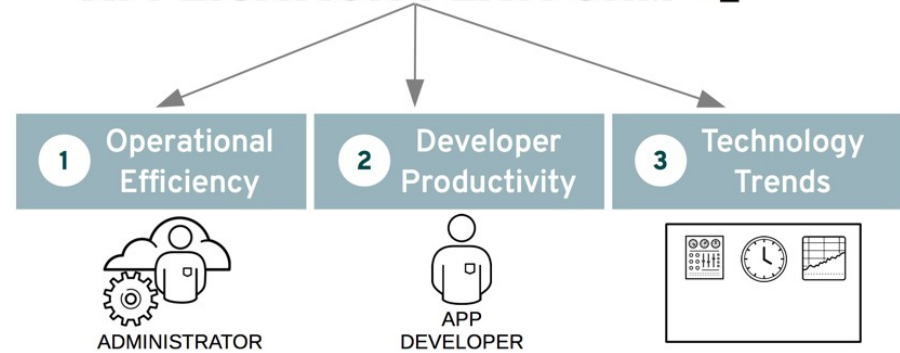 1
Operational
Efficiency
2
Developer
Productivity
3
Technology
Trends
ADMINISTRATOR
APP
DEVELOPER